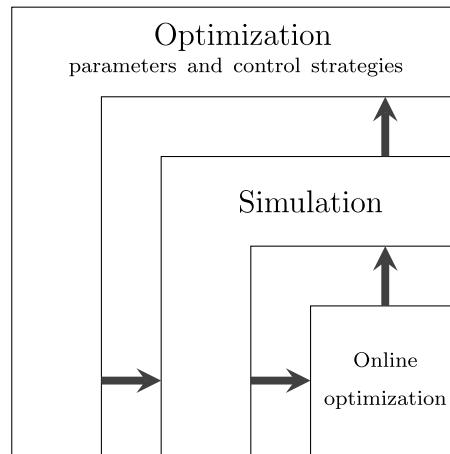 Optimization
parameters and control strategies
Simulation
Online
optimization